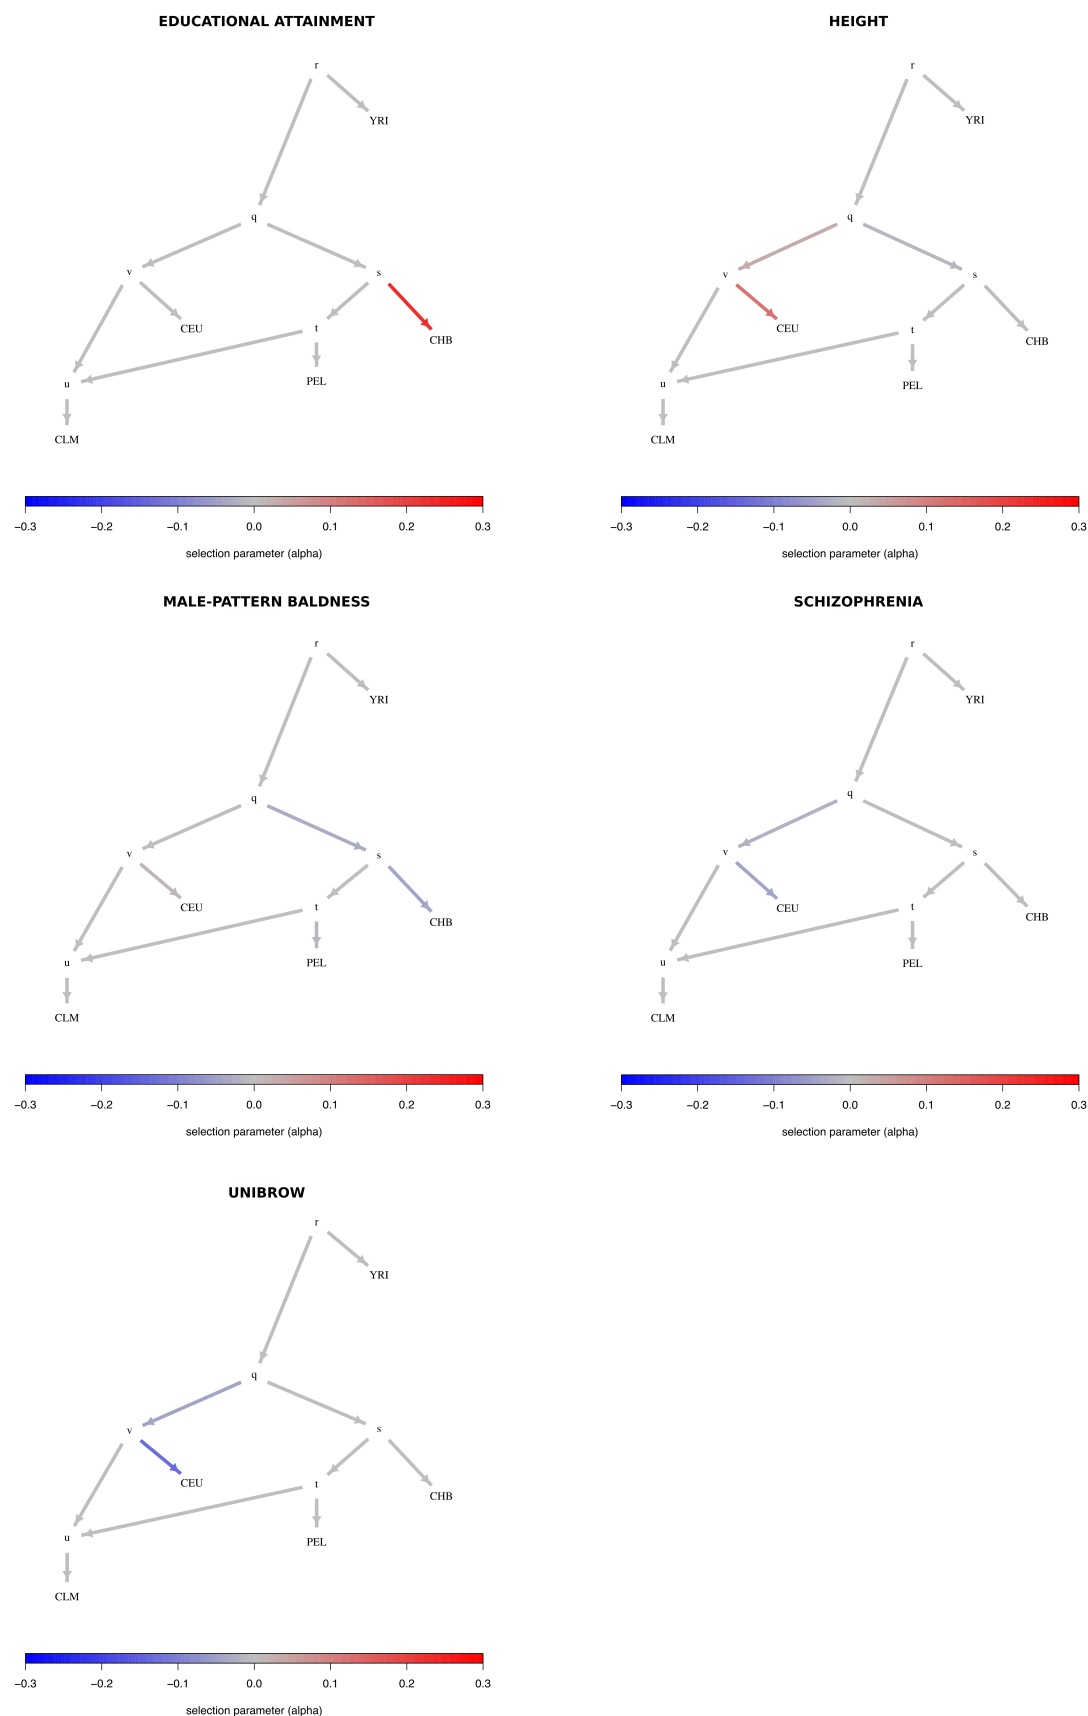 EDUCATIONAL ATTAINMENT
r
YRI
q
v
s
CEU
t
CHB
u
PEL
CLM
−0.3 −0.2 −0.1 0.0 0.1 0.2 0.3
selection parameter (alpha)
HEIGHT
r
YRI
q
v
s
CEU
t
CHB
u
PEL
CLM
−0.3 −0.2 −0.1 0.0 0.1 0.2 0.3
selection parameter (alpha)
MALE-PATTERN BALDNESS
r
YRI
q
v
s
CEU
t
CHB
u
PEL
CLM
−0.3 −0.2 −0.1 0.0 0.1 0.2 0.3
selection parameter (alpha)
SCHIZOPHRENIA
r
YRI
q
v
s
CEU
t
CHB
u
PEL
CLM
−0.3 −0.2 −0.1 0.0 0.1 0.2 0.3
selection parameter (alpha)
UNIBROW
r
YRI
q
v
s
CEU
t
CHB
u
PEL
CLM
−0.3 −0.2 −0.1 0.0 0.1 0.2 0.3
selection parameter (alpha)